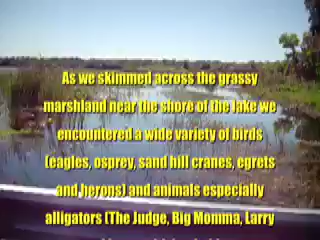 As we skimmed across the grassy
marshland near the shore of the lake we
encountered a wide variety of birds
(eagles, osprey, sand hill cranes, egrets
and herons) and animals especially
alligators (The Judge, Big Momma, Larry